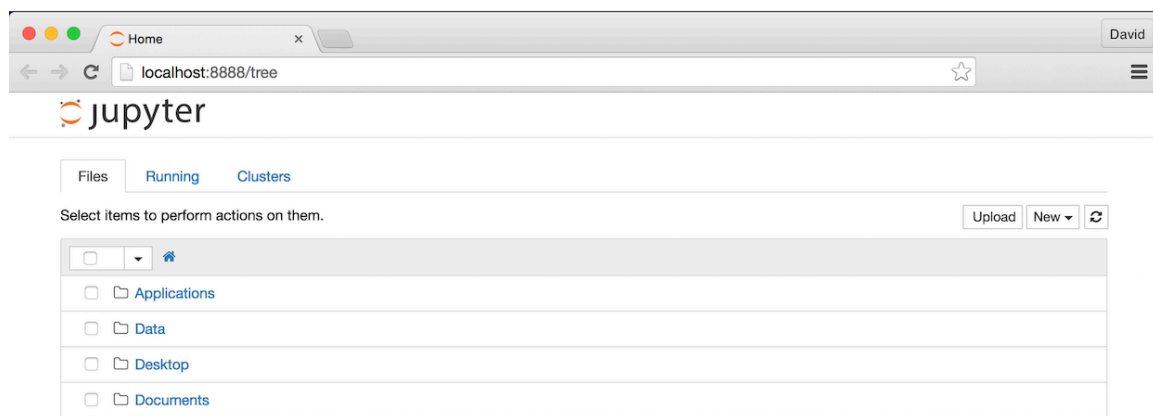 Home
David
localhost:8888/tree
jupyter
Files Running Clusters
Select items to perform actions on them.
Upload New
Applications
Data
Desktop
Documents